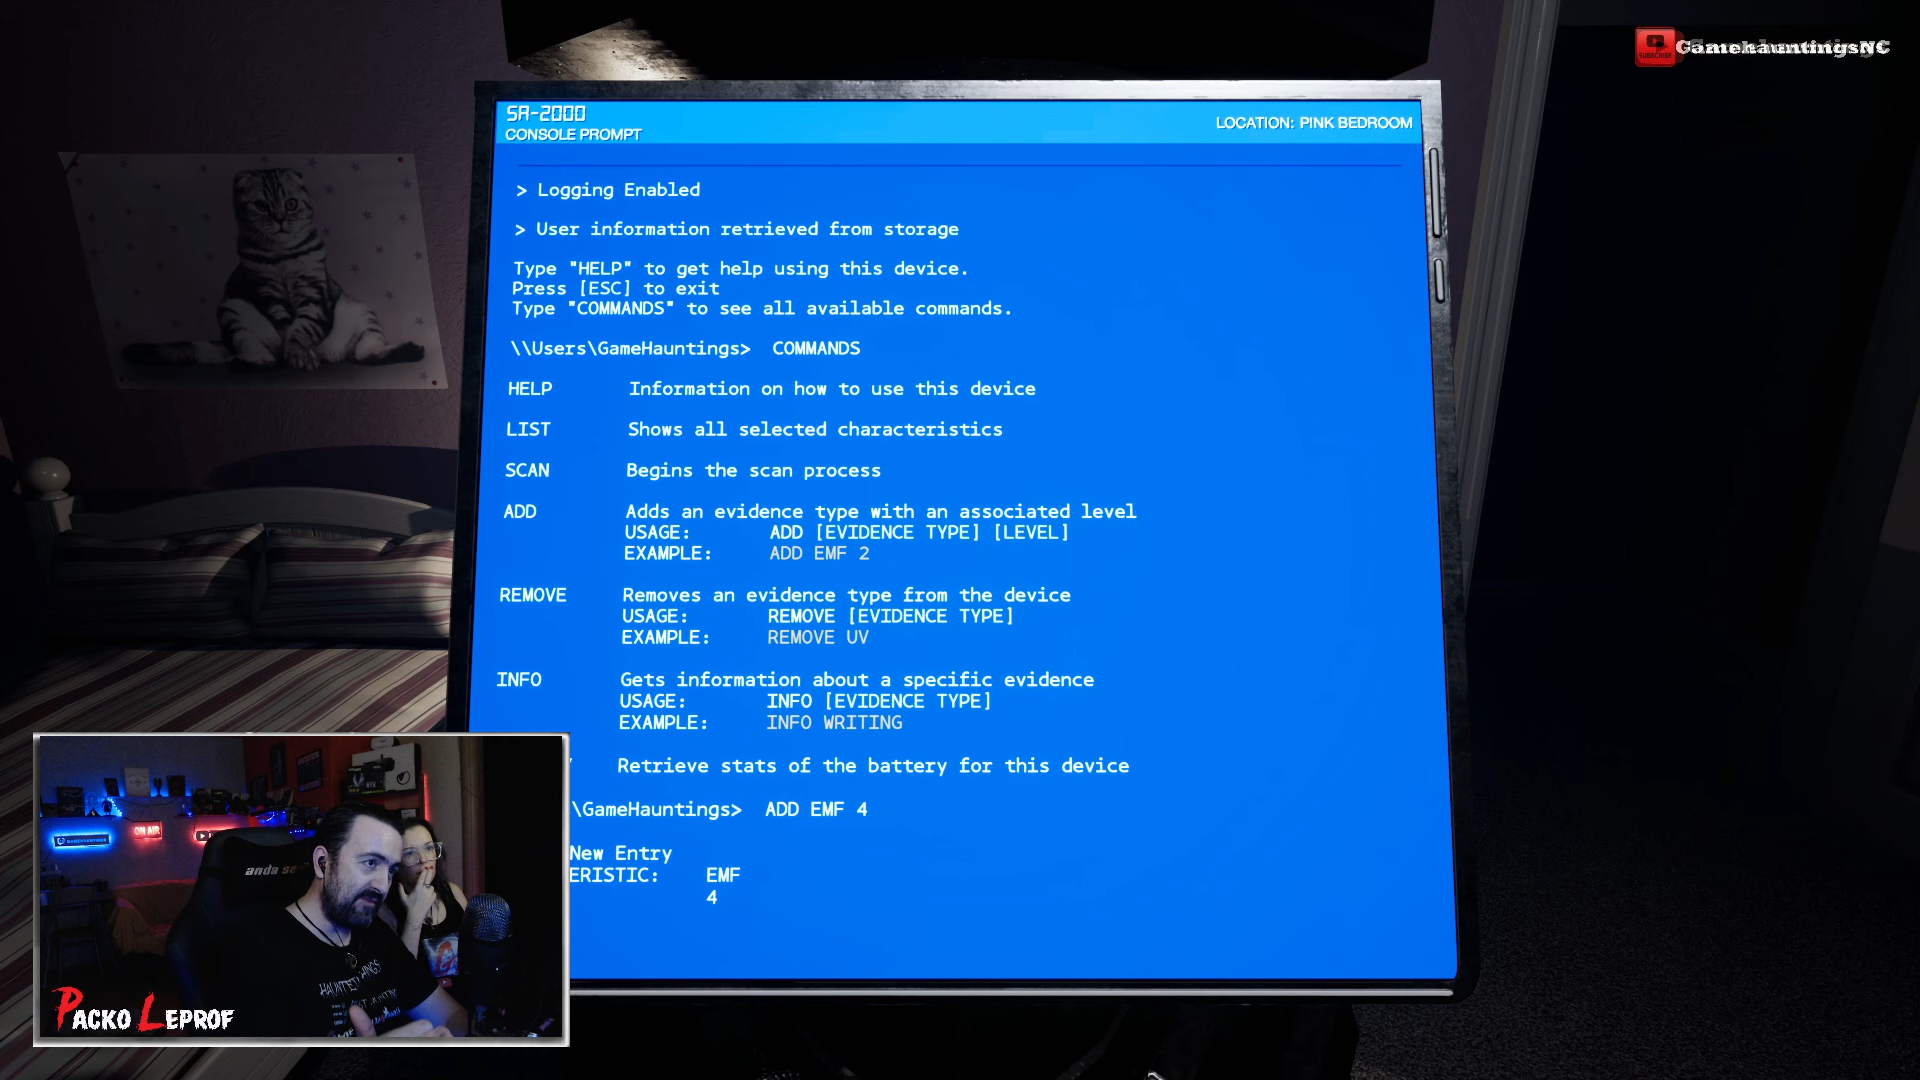 SUBSCRIBE
GamehauntingsNC
SA-2000
CONSOLE PROMPT
LOCATION: PINK BEDROOM
> Logging Enabled
> User information retrieved from storage
Type "HELP" to get help using this device.
Press [ESC] to exit
Type "COMMANDS" to see all available commands.
\\Users\GameHauntings> COMMANDS
HELP Information on how to use this device
LIST Shows all selected characteristics
SCAN Begins the scan process
ADD Adds an evidence type with an associated level
USAGE: ADD [EVIDENCE TYPE] [LEVEL]
EXAMPLE: ADD EMF 2
REMOVE Removes an evidence type from the device
USAGE: REMOVE [EVIDENCE TYPE]
EXAMPLE: REMOVE UV
INFO Gets information about a specific evidence
USAGE: INFO [EVIDENCE TYPE]
EXAMPLE: INFO WRITING
Retrieve stats of the battery for this device
\GameHauntings> ADD EMF 4
New Entry
ERISTIC: EMF
4
ON AIR
anda se
PACKO LEPROF